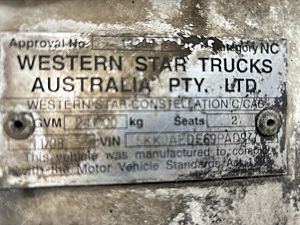 Approval No Category NC
WESTERN STAR TRUCKS
AUSTRALIA PTY. LTD.
WESTERN STAR CONSTELLATION C/CAB
GVM kg Seats 2
VIN
This vehicle was manufactured to comply
with the Motor Vehicle Standards Act